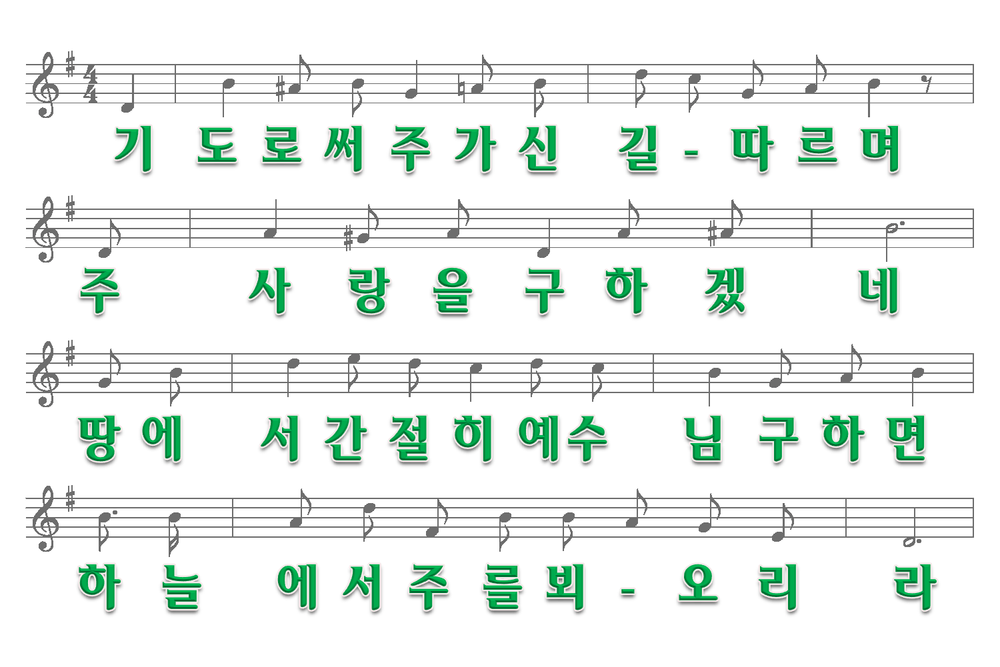 기 도 로 써 주 가 신 길 - 따 르 며
주 사 랑 을 구 하 겠 네
땅 에 서 간 절 히 예 수 님 구 하 면
하 늘 에 서 주 를 뵈 - 오 리 라